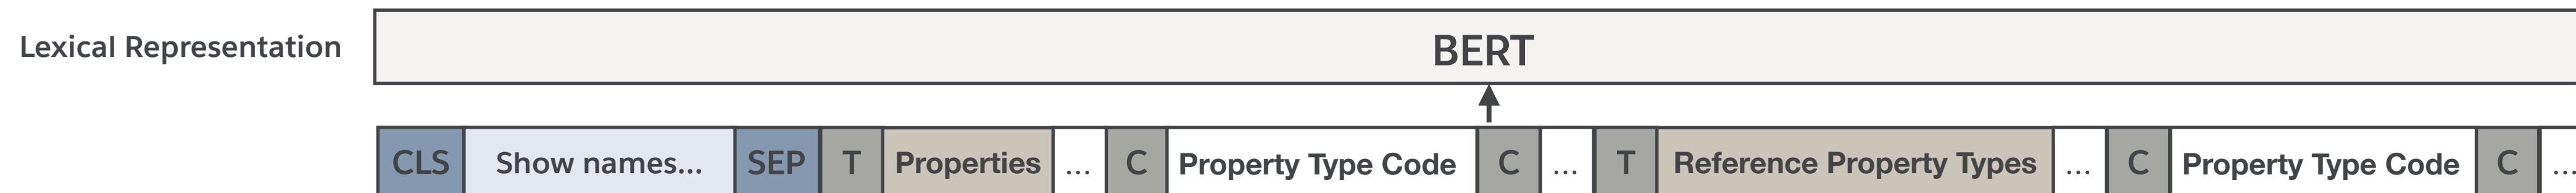 Lexical Representation BERT
CLS Show names... SEP T Properties ... C Property Type Code C ... T Reference Property Types ... C Property Type Code C ...